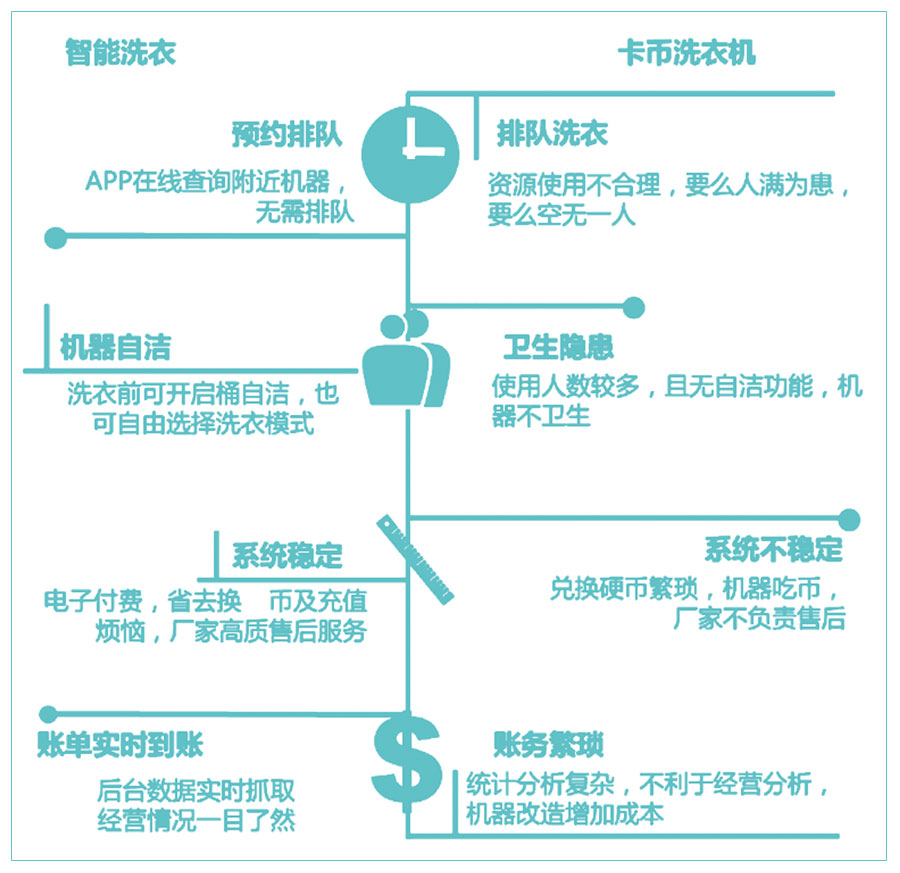 智能洗衣
卡币洗衣机
预约排队
APP在线查询附近机器，
无需排队
排队洗衣
资源使用不合理，要么人满为患，
要么空无一人
机器自洁
洗衣前可开启桶自洁，也
可自由选择洗衣模式
卫生隐患
使用人数较多，且无自洁功能，机
器不卫生
系统稳定
电子付费，省去换 币及充值
烦恼，厂家高质售后服务
系统不稳定
兑换硬币繁琐，机器吃币，
厂家不负责售后
账单实时到账
后台数据实时抓取
经营情况一目了然
账务繁琐
统计分析复杂，不利于经营分析，
机器改造增加成本